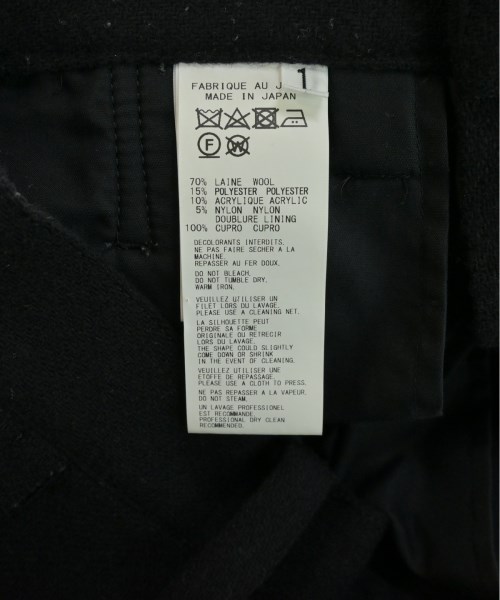 1
FABRIQUE AU J
MADE IN JAPAN
F W
70% LAINE WOOL
15% POLYESTER POLYESTER
10% ACRYLIQUE ACRYLIC
5% NYLON NYLON
DOUBLURE LINING
100% CUPRO CUPRO
DECOLORANTS INTERDITS.
NE PAS FAIRE SECHER A LA
MACHINE.
REPASSER AU FER DOUX.
DO NOT BLEACH.
DO NOT TUMBLE DRY.
WARM IRON.
VEUILLEZ UTILISER UN
FILET LORS DU LAVAGE.
PLEASE USE A CLEANING NET.
LA SILHOUETTE PEUT
PERDRE SA FORME
ORIGINALE OU RETRECIR
LORS DU LAVAGE.
THE SHAPE COULD SLIGHTLY
COME DOWN OR SHRINK
IN THE EVENT OF CLEANING.
VEUILLEZ UTILISER UNE
ETOFFE DE REPASSAGE.
PLEASE USE A CLOTH TO PRESS.
NE PAS REPASSER A LA VAPEUR.
DO NOT STEAM.
UN LAVAGE PROFESSIONEL
EST RECOMMANDE.
PROFESSIONAL DRY CLEAN
RECOMMENDED.